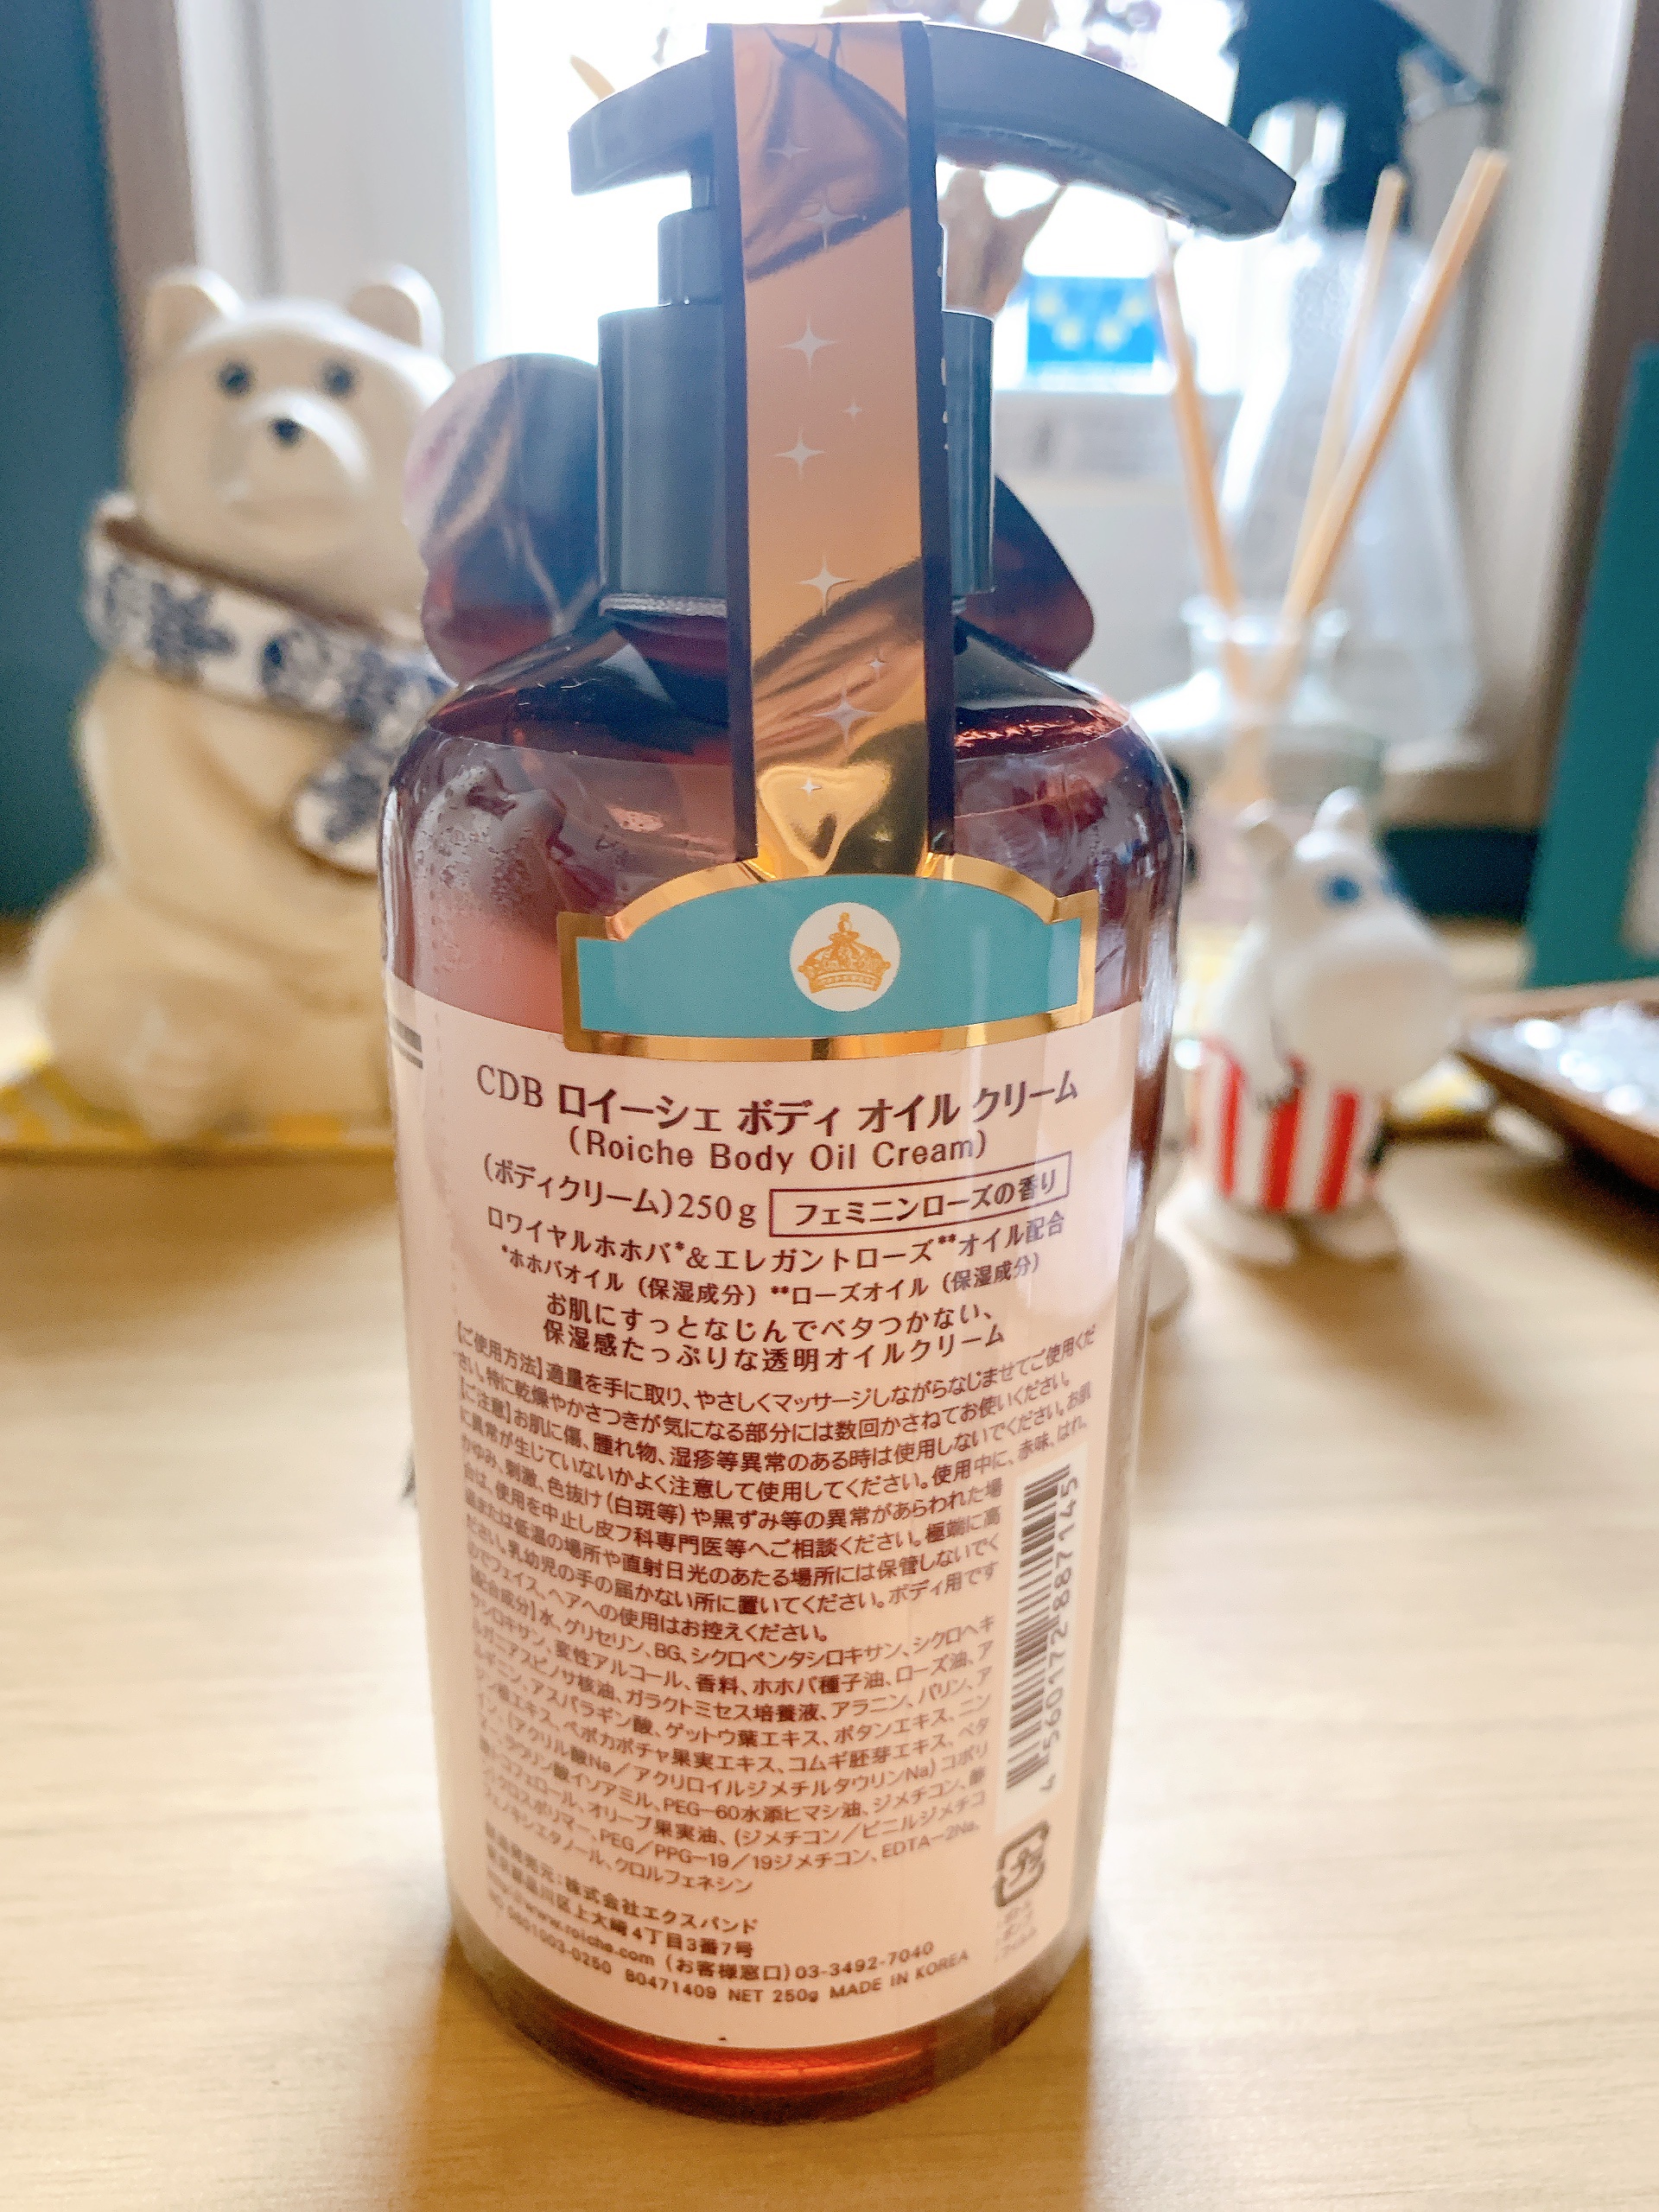 CDB ロイーシェ ボディ オイル クリーム
(Roiche Body Oil Cream)
(ボディクリーム)250g フェミニンローズの香り
ロワイヤルホホバ*&エレガントローズ**オイル配合
*ホホバオイル(保湿成分)**ローズオイル(保湿成分)
お肌にすっとなじんでベタつかない、
保湿感たっぷりな透明オイルクリーム
【ご使用方法】適量を手に取り、やさしくマッサージしながらなじませてご使用くだ
さい。特に乾燥やかさつきが気になる部分には数回かさねてお使いください。
【ご注意】お肌に傷、腫れ物、湿疹等異常のある時は使用しないでください。お肌
に異常が生じていないかよく注意して使用してください。使用中に、赤味、はれ、
かゆみ、刺激、色抜け(白斑等)や黒ずみ等の異常があらわれた場
合は、使用を中止し皮フ科専門医等へご相談ください。極端に高
温または低温の場所や直射日光のあたる場所には保管しないでく
ださい。乳幼児の手の届かない所に置いてください。ボディ用です
のでフェイス、ヘアへの使用はお控えください。
【配合成分】水、グリセリン、BG、シクロペンタシロキサン、シクロヘキ
サシロキサン、変性アルコール、香料、ホホバ種子油、ローズ油、ア
ルガニアスピノサ核油、ガラクトミセス培養液、アラニン、バリン、ア
ルギニン、アスパラギン酸、ゲットウ葉エキス、ボタンエキス、ニン
ジン根エキス、ペポカボチャ果実エキス、コムギ胚芽エキス、ベタ
イン、(アクリル酸Na/アクリロイルジメチルタウリンNa)コポリ
マー、ラウリン酸イソアミル、PEG-60水添ヒマシ油、ジメチコン、酢
酸トコフェロール、オリーブ果実油、(ジメチコン/ビニルジメチコ
ン)クロスポリマー、PEG/PPG-19/19ジメチコン、EDTA-2Na、
フェノキシエタノール、クロルフェネシン
製造販売元:株式会社エクスパンド
東京都品川区上大崎4丁目3番7号
www.roiche.com (お客様窓口)03-3492-7040
0601003-0250 B0471409 NET 250g MADE IN KOREA
4 560172 887145